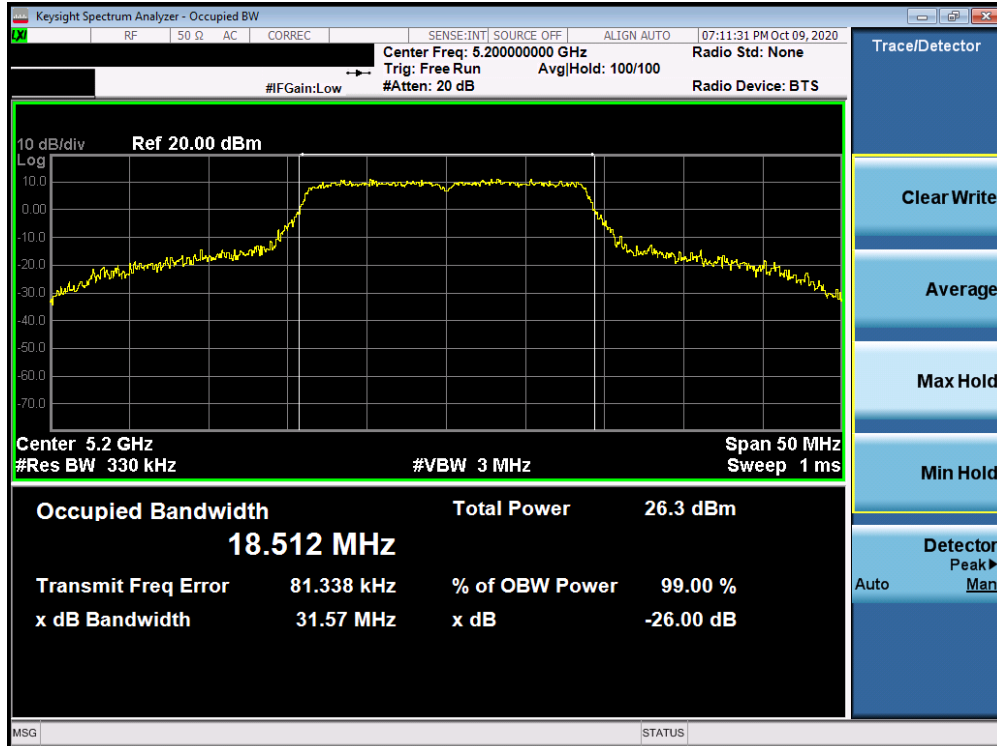 Keysight Spectrum Analyzer - Occupied BW
LXI RF 50 Ω AC CORREC SENSE:INT SOURCE OFF ALIGN AUTO 07:11:31 PM Oct 09, 2020
Center Freq: 5.200000000 GHz Radio Std: None
Trig: Free Run Avg|Hold: 100/100
#IFGain:Low #Atten: 20 dB Radio Device: BTS
Trace/Detector
10 dB/div Ref 20.00 dBm
Log
10.0
0.00
-10.0
-20.0
-30.0
-40.0
-50.0
-60.0
-70.0
Center 5.2 GHz Span 50 MHz
#Res BW 330 kHz #VBW 3 MHz Sweep 1 ms
Occupied Bandwidth Total Power 26.3 dBm
18.512 MHz
Transmit Freq Error 81.338 kHz % of OBW Power 99.00 %
x dB Bandwidth 31.57 MHz x dB -26.00 dB
Clear Write
Average
Max Hold
Min Hold
Detector
Peak▶
Auto Man
MSG STATUS